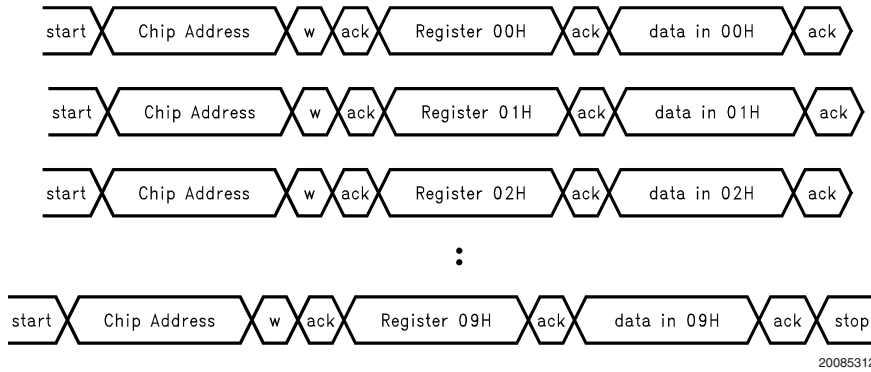 start Chip Address w ack Register 00H ack data in 00H ack
start Chip Address w ack Register 01H ack data in 01H ack
start Chip Address w ack Register 02H ack data in 02H ack
:
start Chip Address w ack Register 09H ack data in 09H ack stop
20085312